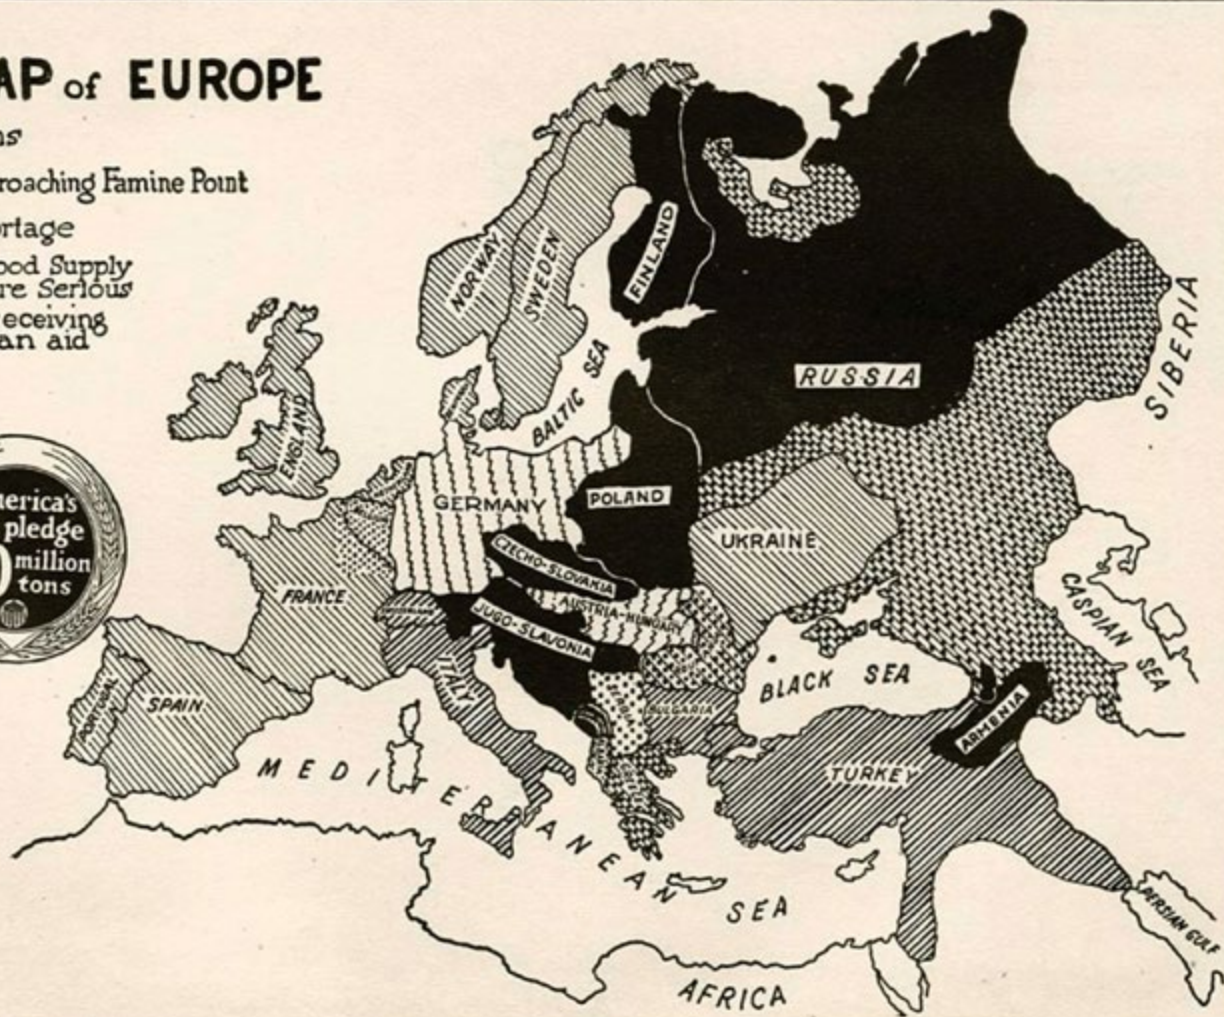 AP of EUROPE
ns
roaching Famine Point
rtage
ood Supply
re Serious
eceiving
an aid
erica's
pledge
0 million
tons
NORWAY
SWEDEN
FINLAND
BALTIC SEA
RUSSIA
SIBERIA
ENGLAND
GERMANY
POLAND
UKRAINE
CZECHO-SLOVAKIA
FRANCE
AUSTRIA-HUNGARY
JUGO-SLAVONIA
CASPIAN SEA
ITALY
BLACK SEA
PORTUGAL
SPAIN
BULGARIA
ARMENIA
TURKEY
MEDITERRANEAN SEA
PERSIAN GULF
AFRICA